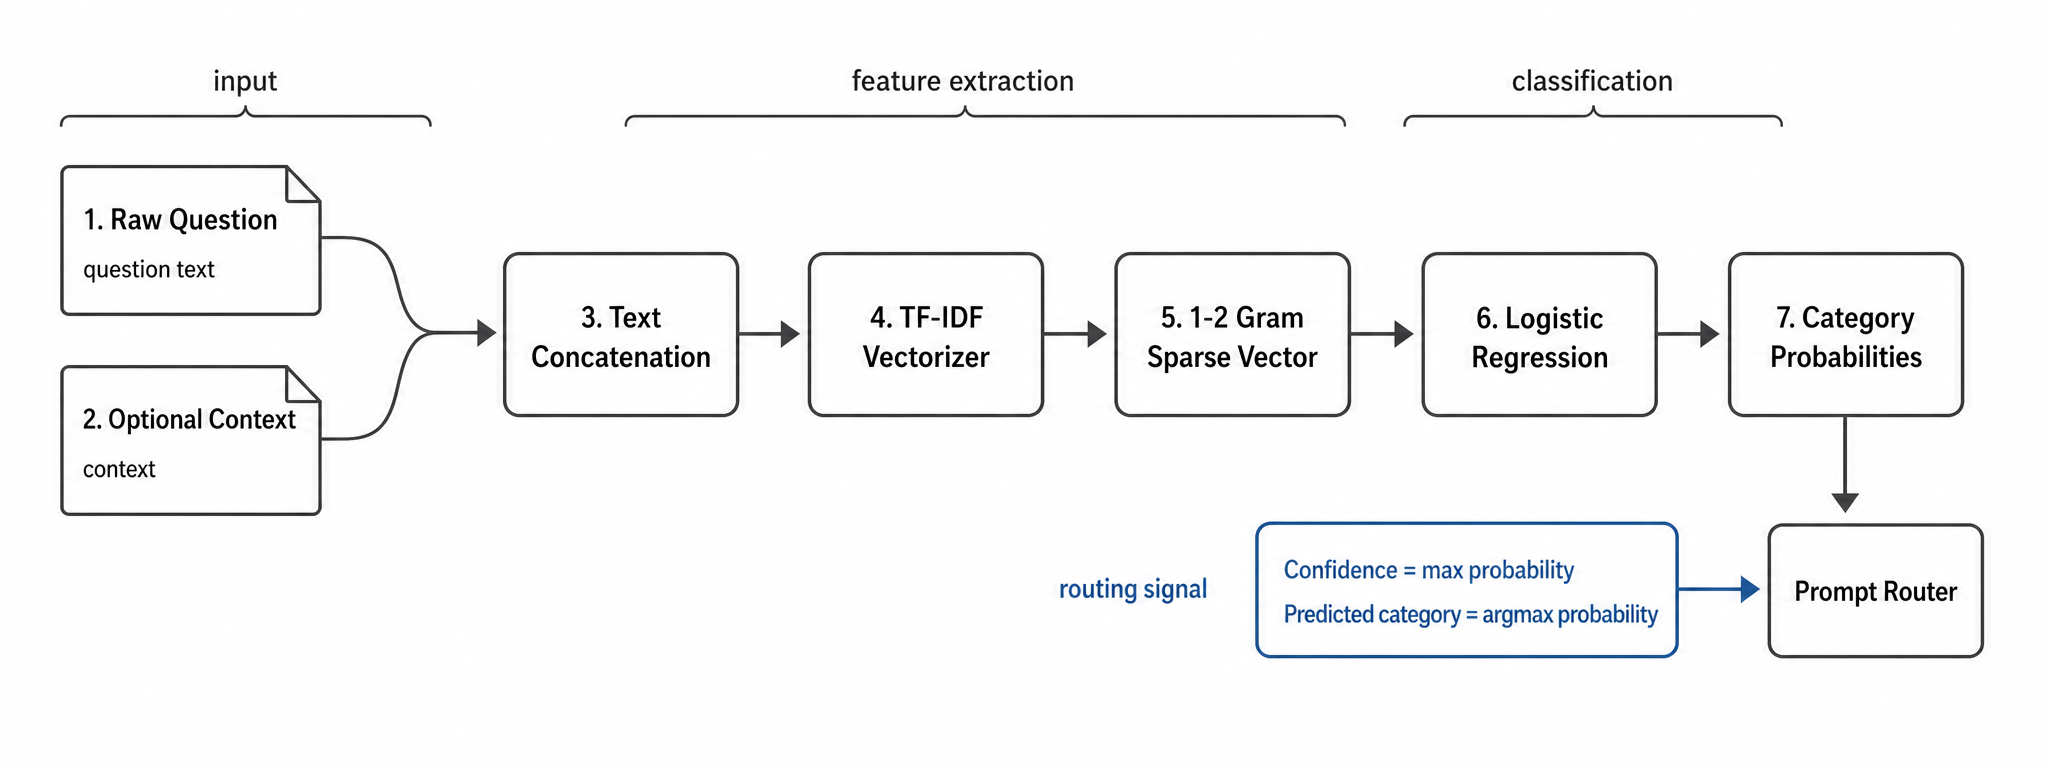 input
feature extraction
classification
1. Raw Question
question text
2. Optional Context
context
3. Text
Concatenation
4. TF-IDF
Vectorizer
5. 1-2 Gram
Sparse Vector
6. Logistic
Regression
7. Category
Probabilities
routing signal
Confidence = max probability
Predicted category = argmax probability
Prompt Router